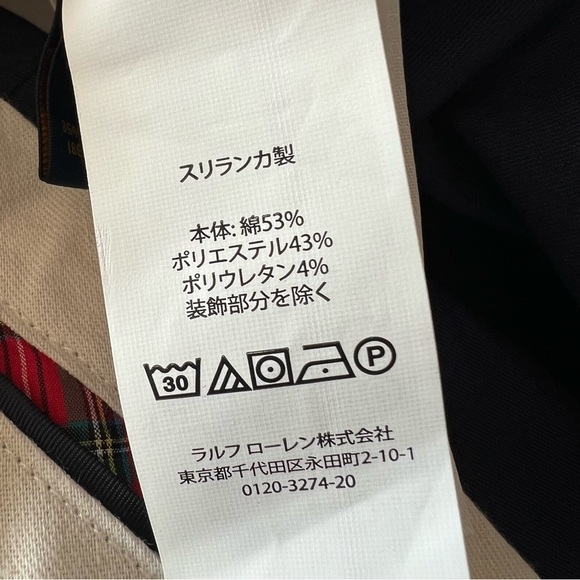 スリランカ製
本体: 綿53%
ポリエステル43%
ポリウレタン4%
装飾部分を除く
30
P
ラルフ ローレン株式会社
東京都千代田区永田町2-10-1
0120-3274-20